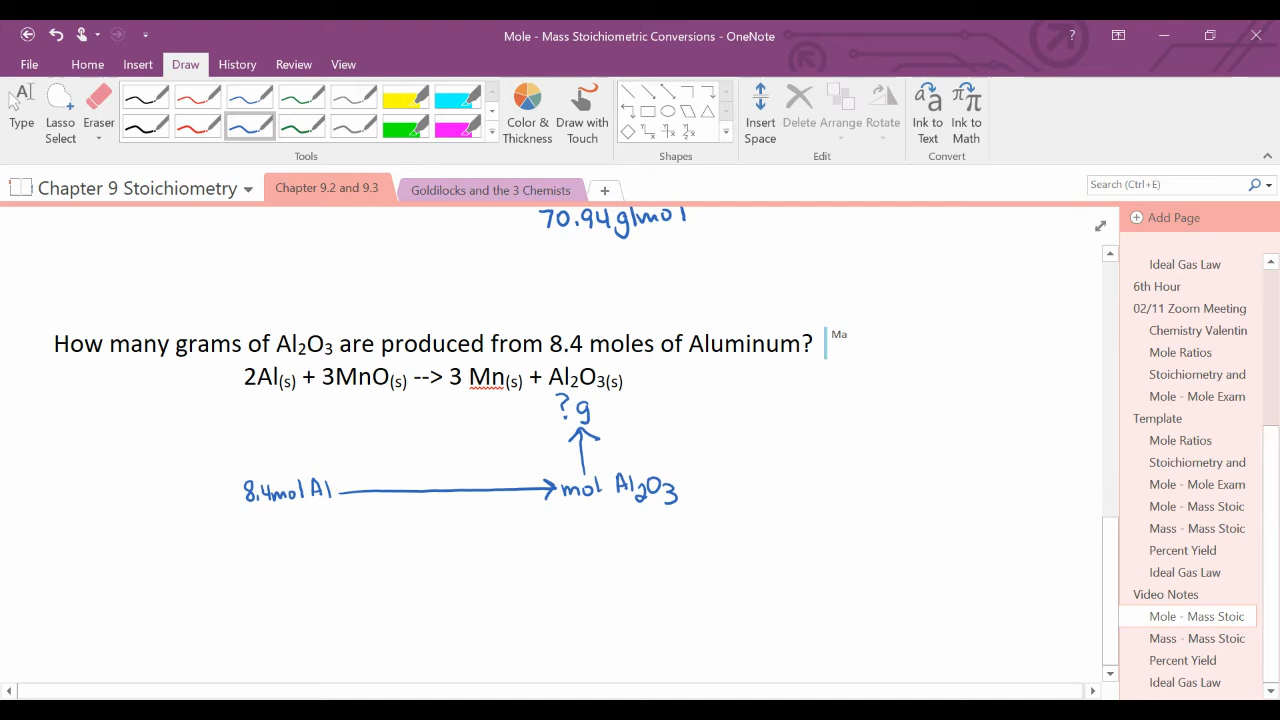 Mole - Mass Stoichiometric Conversions - OneNote
?
File Home Insert Draw History Review View
Type
Lasso Select
Eraser
Color & Thickness
Draw with Touch
Insert Space
Delete
Arrange
Rotate
Ink to Text
Ink to Math
Tools
Shapes
Edit
Convert
Chapter 9 Stoichiometry
Chapter 9.2 and 9.3
Goldilocks and the 3 Chemists
Search (Ctrl+E)
70.94 g/mol
How many grams of Al₂O₃ are produced from 8.4 moles of Aluminum?
Ma
2Al(s) + 3MnO(s) --> 3 Mn(s) + Al₂O₃(s)
? g
8.4mol Al
mol Al₂O₃
Add Page
Ideal Gas Law
6th Hour
02/11 Zoom Meeting
Chemistry Valentin
Mole Ratios
Stoichiometry and
Mole - Mole Exam
Template
Mole Ratios
Stoichiometry and
Mole - Mole Exam
Mole - Mass Stoic
Mass - Mass Stoic
Percent Yield
Ideal Gas Law
Video Notes
Mole - Mass Stoic
Mass - Mass Stoic
Percent Yield
Ideal Gas Law